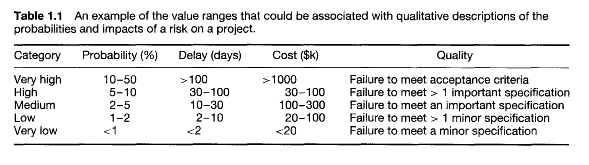 Table 1.1 An example of the value ranges that could be associated with qualitative descriptions of the
probabilities and impacts of a risk on a project.
Category Probability (%) Delay (days) Cost ($k) Quality
Very high 10–50 >100 >1000 Failure to meet acceptance criteria
High 5–10 30–100 30–100 Failure to meet > 1 important specification
Medium 2–5 10–30 100–300 Failure to meet an important specification
Low 1–2 2–10 20–100 Failure to meet > 1 minor specification
Very low <1 <2 <20 Failure to meet a minor specification